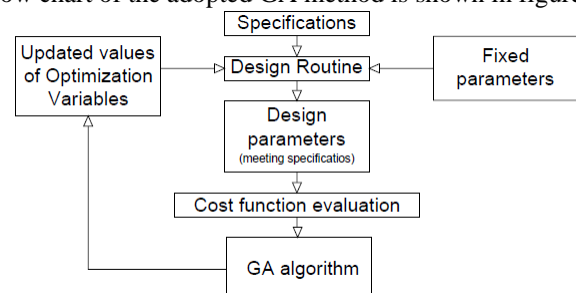 ow chart of the adopted GA method is shown in figure
Specifications
Updated values
of Optimization
Variables
Design Routine
Fixed
parameters
Design
parameters
(meeting specificatios)
Cost function evaluation
GA algorithm